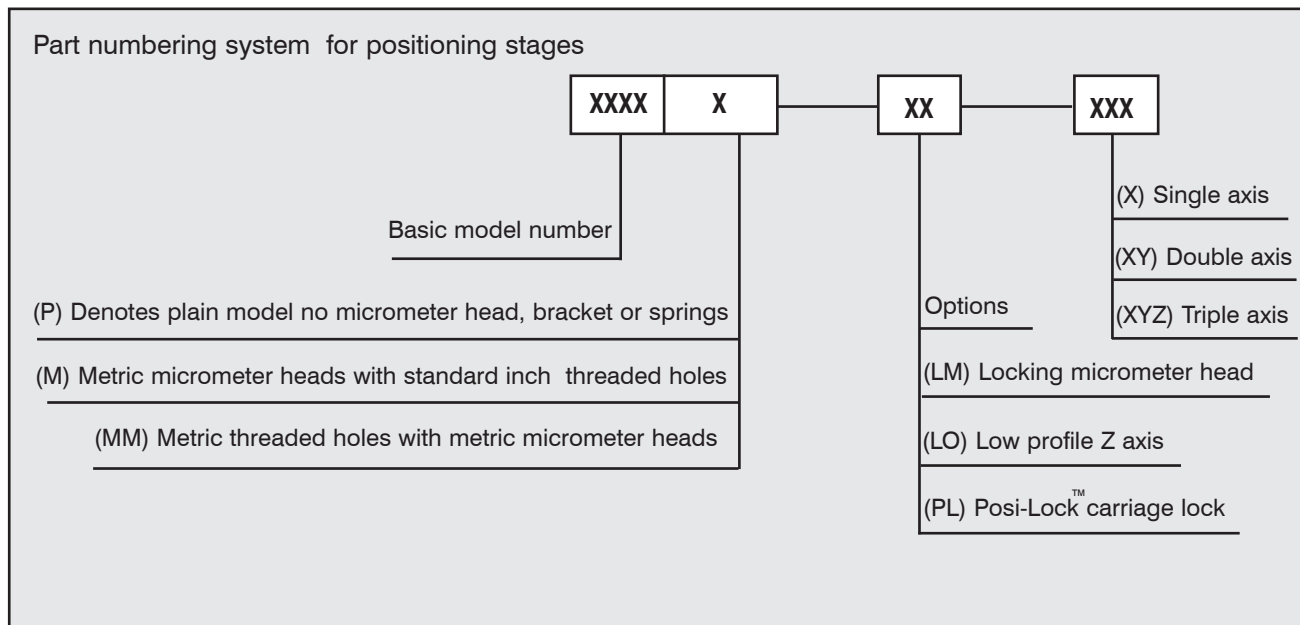 Part numbering system for positioning stages
XXXX X XX XXX
(X) Single axis
Basic model number
(XY) Double axis
(P) Denotes plain model no micrometer head, bracket or springs
Options
(XYZ) Triple axis
(M) Metric micrometer heads with standard inch threaded holes
(LM) Locking micrometer head
(MM) Metric threaded holes with metric micrometer heads
(LO) Low profile Z axis
(PL) Posi-Lock™ carriage lock